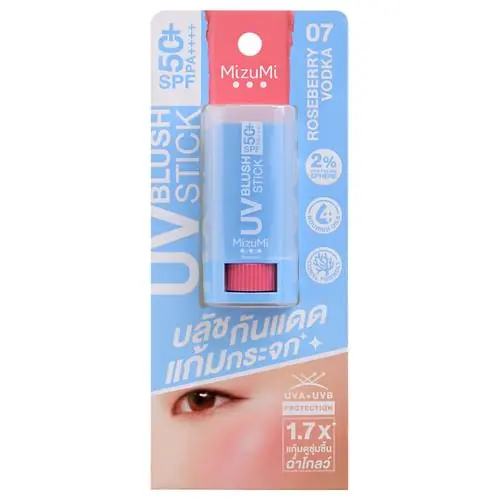 MizuMi
07
ROSEBERRY
VODKA
UV BLUSH STICK
SPF 50+
PA++++
UV BLUSH STICK
SPF 50+
MizuMi
2%
SPHERE
4
บลัชกันแดด
แก้มกระจก
UVA+UVB
PROTECTION
1.7x
แก้มดูชุ่มชื้น
ฉ่ำโกลว์